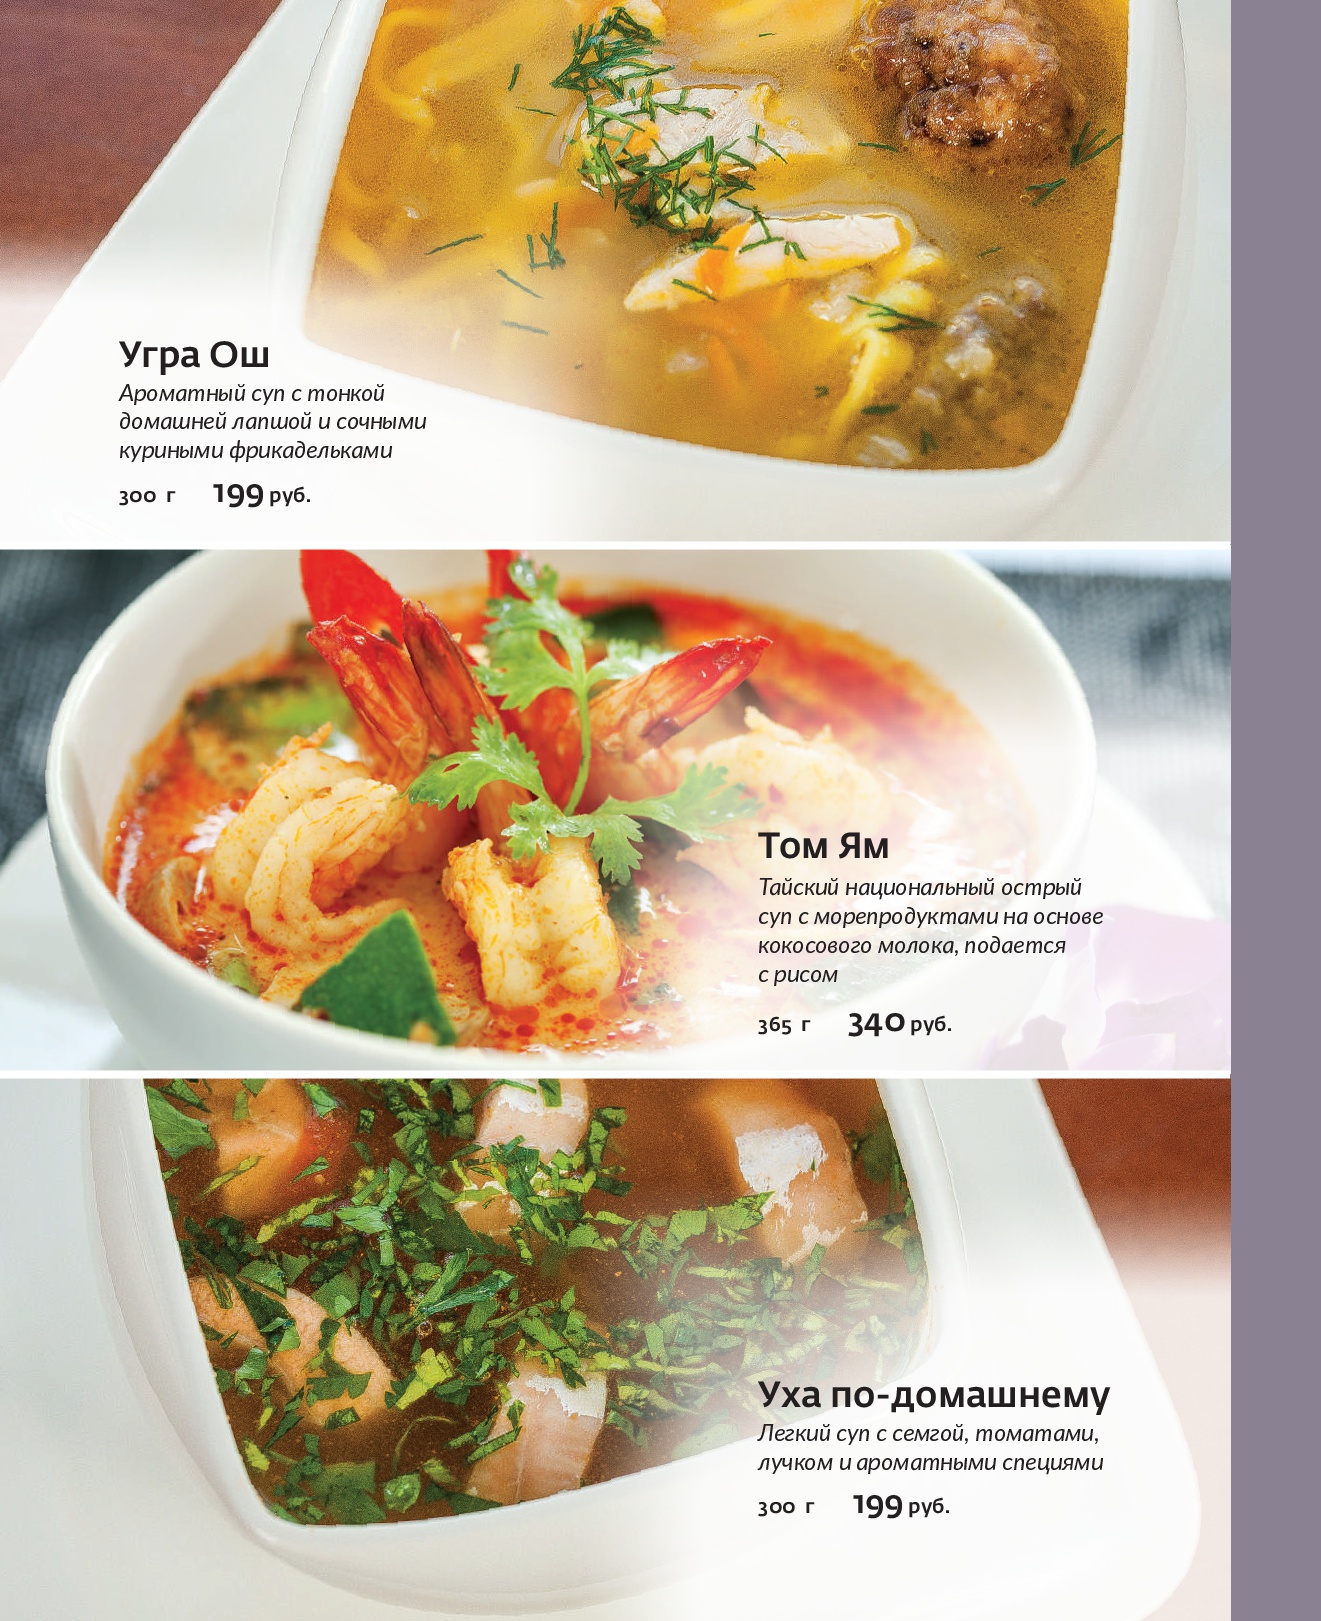 Угра Ош
Ароматный суп с тонкой
домашней лапшой и сочными
куриными фрикадельками
300 г 199 руб.
Том Ям
Тайский национальный острый
суп с морепродуктами на основе
кокосового молока, подается
с рисом
365 г 340 руб.
Уха по-домашнему
Легкий суп с семгой, томатами,
лучком и ароматными специями
300 г 199 руб.